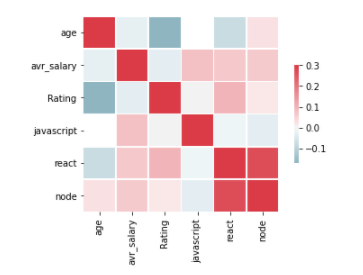 age
avr_salary
Rating
javascript
react
node
0.3
0.2
0.1
0.0
−0.1
age
avr_salary
Rating
javascript
react
node